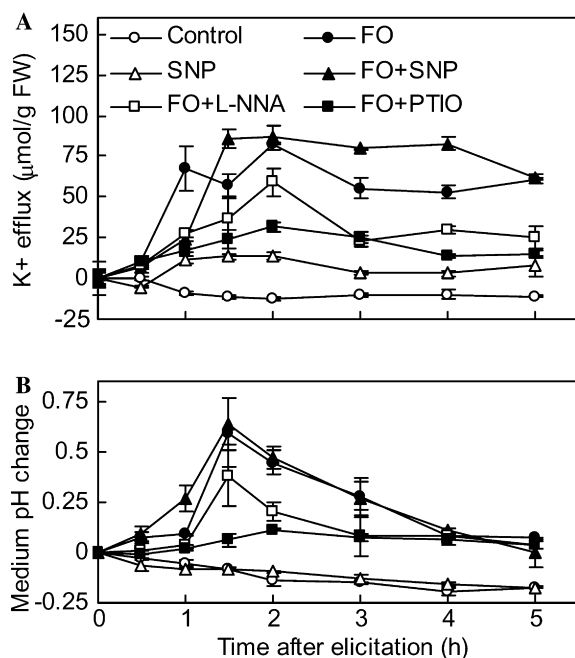 A
150
125
100
75
50
25
0
-25
K+ efflux (μmol/g FW)
Control
FO
SNP
FO+SNP
FO+L-NNA
FO+PTIO
B
0.75
0.5
0.25
0
-0.25
Medium pH change
0 1 2 3 4 5
Time after elicitation (h)